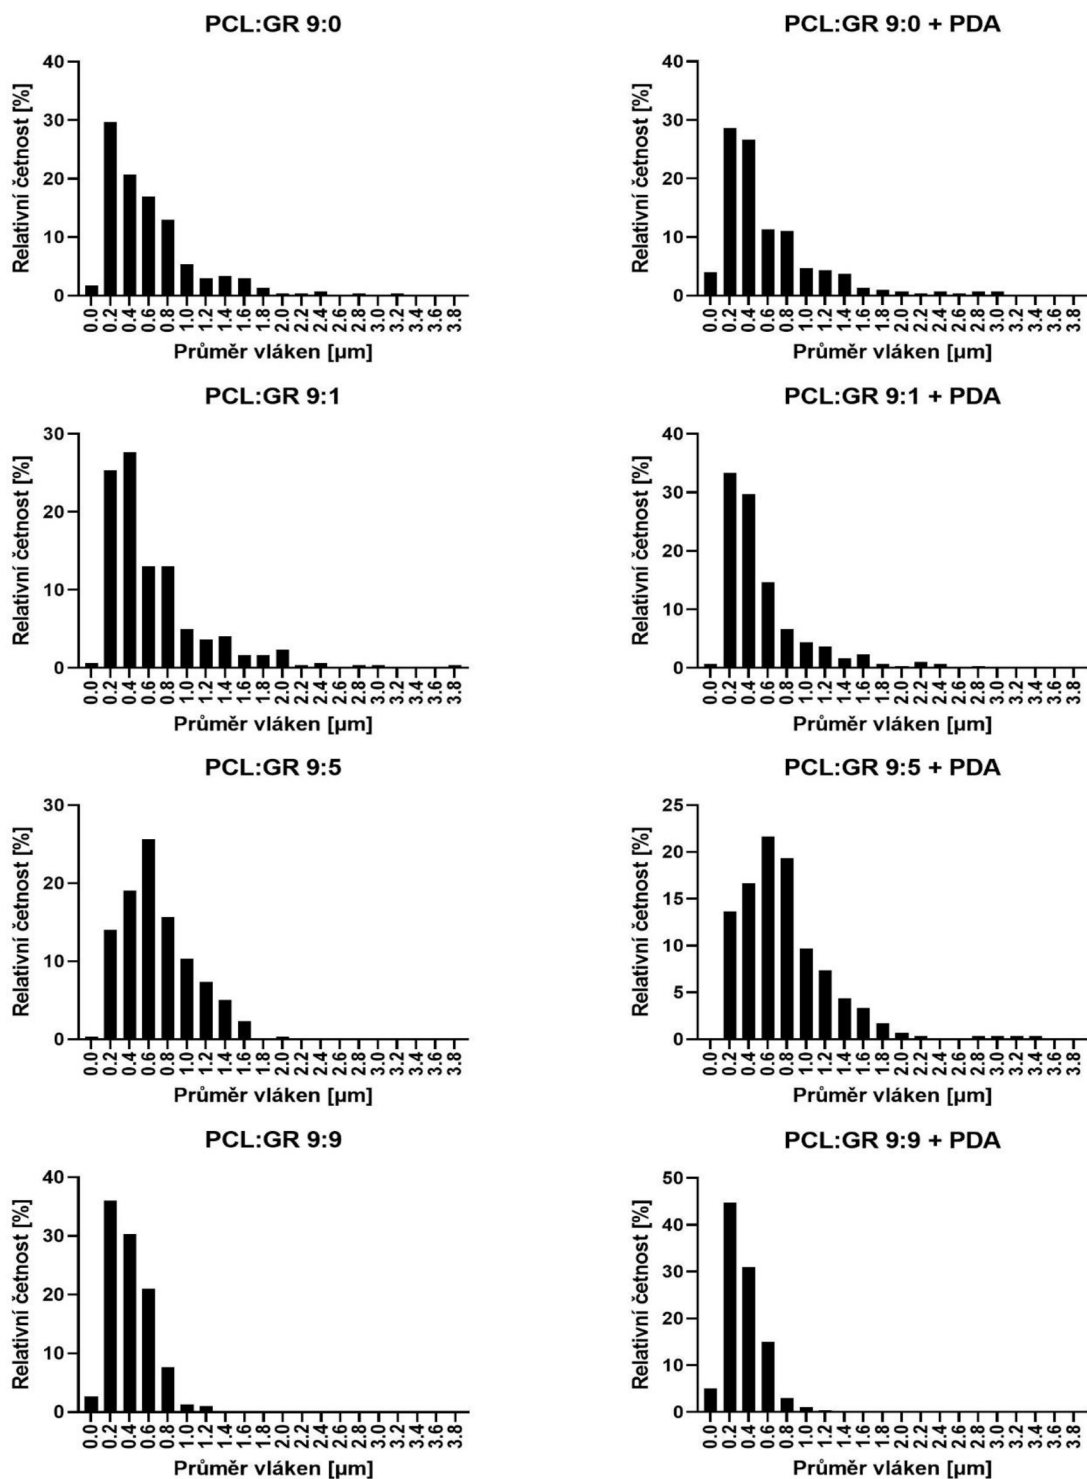 PCL:GR 9:0
Relativní četnost [%]
40
30
20
10
0
0.0 0.2 0.4 0.6 0.8 1.0 1.2 1.4 1.6 1.8 2.0 2.2 2.4 2.6 2.8 3.0 3.2 3.4 3.6 3.8
Průměr vláken [µm]
PCL:GR 9:0 + PDA
Relativní četnost [%]
40
30
20
10
0
0.0 0.2 0.4 0.6 0.8 1.0 1.2 1.4 1.6 1.8 2.0 2.2 2.4 2.6 2.8 3.0 3.2 3.4 3.6 3.8
Průměr vláken [µm]
PCL:GR 9:1
Relativní četnost [%]
30
20
10
0
0.0 0.2 0.4 0.6 0.8 1.0 1.2 1.4 1.6 1.8 2.0 2.2 2.4 2.6 2.8 3.0 3.2 3.4 3.6 3.8
Průměr vláken [µm]
PCL:GR 9:1 + PDA
Relativní četnost [%]
40
30
20
10
0
0.0 0.2 0.4 0.6 0.8 1.0 1.2 1.4 1.6 1.8 2.0 2.2 2.4 2.6 2.8 3.0 3.2 3.4 3.6 3.8
Průměr vláken [µm]
PCL:GR 9:5
Relativní četnost [%]
30
20
10
0
0.0 0.2 0.4 0.6 0.8 1.0 1.2 1.4 1.6 1.8 2.0 2.2 2.4 2.6 2.8 3.0 3.2 3.4 3.6 3.8
Průměr vláken [µm]
PCL:GR 9:5 + PDA
Relativní četnost [%]
25
20
15
10
5
0
0.0 0.2 0.4 0.6 0.8 1.0 1.2 1.4 1.6 1.8 2.0 2.2 2.4 2.6 2.8 3.0 3.2 3.4 3.6 3.8
Průměr vláken [µm]
PCL:GR 9:9
Relativní četnost [%]
40
30
20
10
0
0.0 0.2 0.4 0.6 0.8 1.0 1.2 1.4 1.6 1.8 2.0 2.2 2.4 2.6 2.8 3.0 3.2 3.4 3.6 3.8
Průměr vláken [µm]
PCL:GR 9:9 + PDA
Relativní četnost [%]
50
40
30
20
10
0
0.0 0.2 0.4 0.6 0.8 1.0 1.2 1.4 1.6 1.8 2.0 2.2 2.4 2.6 2.8 3.0 3.2 3.4 3.6 3.8
Průměr vláken [µm]